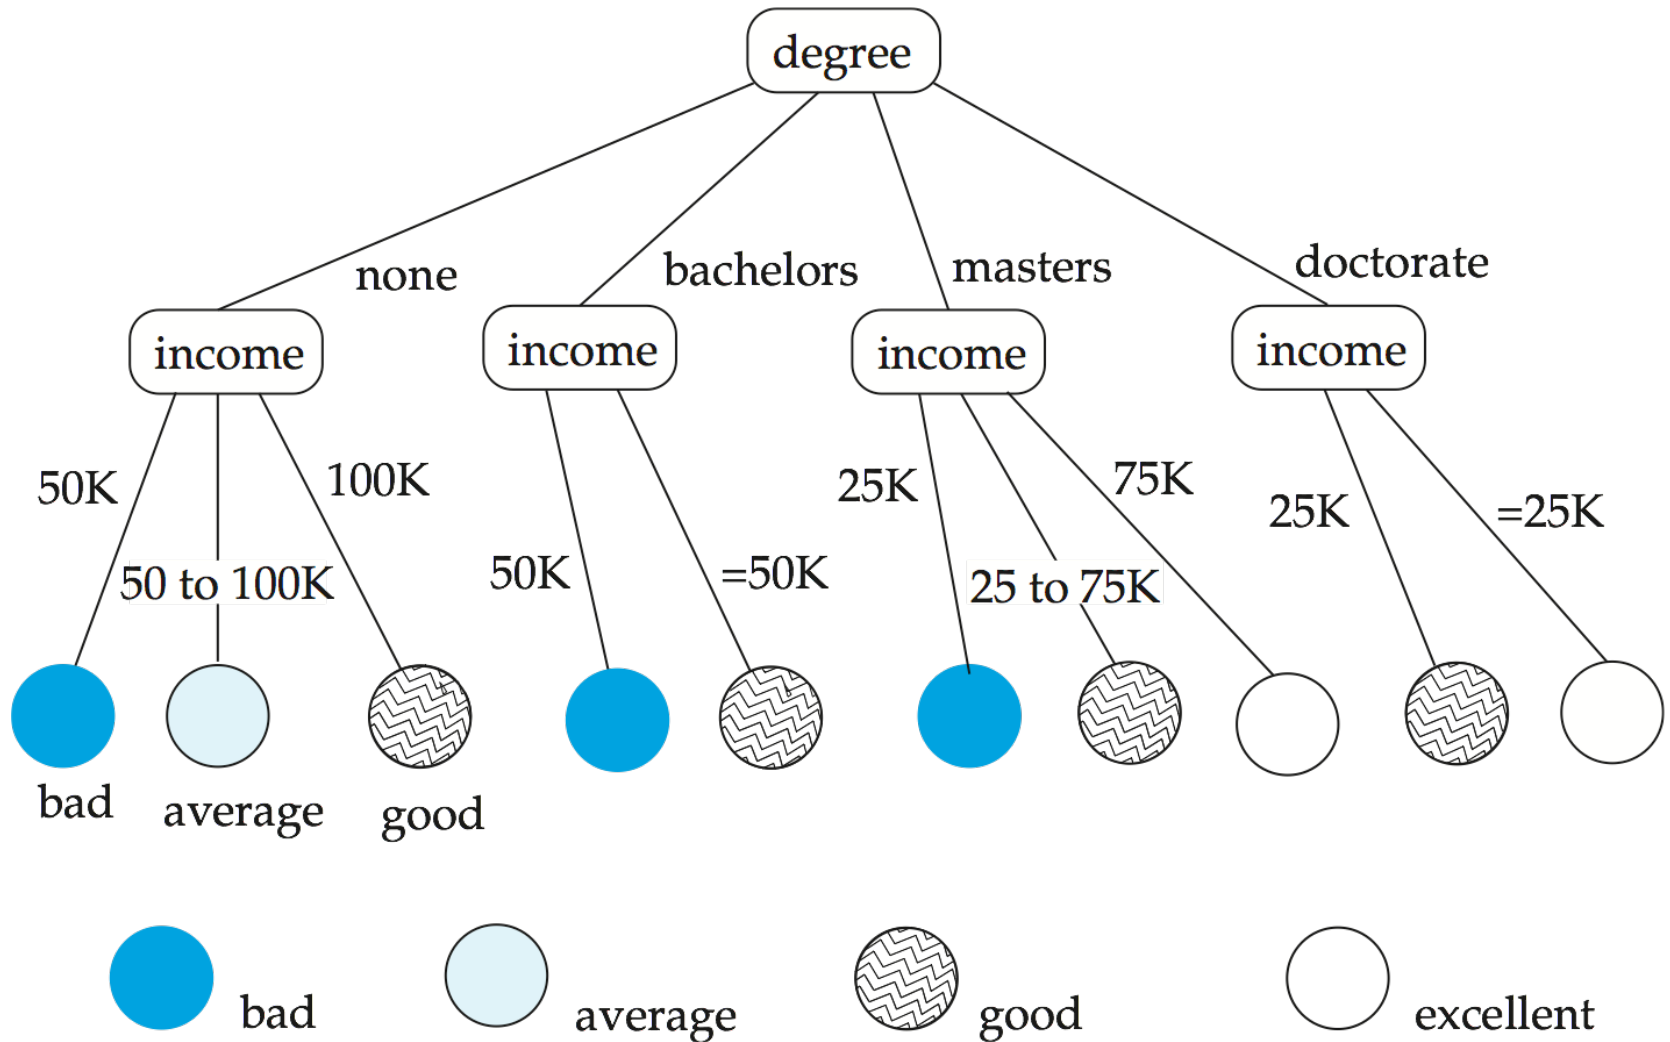 degree
none
bachelors
masters
doctorate
income
income
income
income
50K
50 to 100K
100K
50K
=50K
25K
25 to 75K
75K
25K
=25K
bad
average
good
bad
average
good
excellent